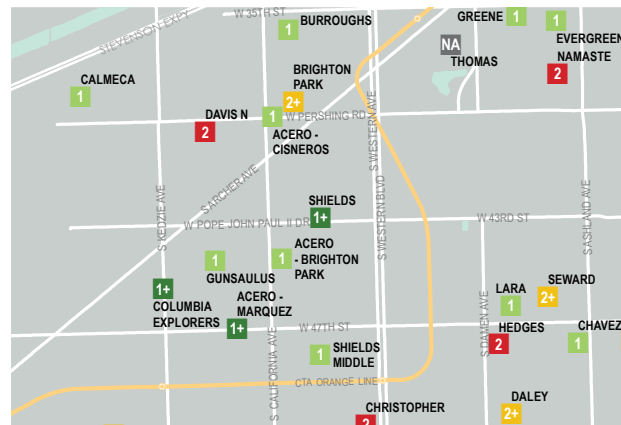 W 35TH ST
BURROUGHS
1
GREENE
1
1
EVERGREEN
STEVENSON EXPY
NA
THOMAS
NAMASTE
2
CALMECA
1
BRIGHTON
PARK
2+
DAVIS N
2
1
W PERSHING RD
ACERO -
CISNEROS
S WESTERN AVE
S ARCHER AVE
S KEDZIE AVE
S WESTERN BLVD
S ASHLAND AVE
SHIELDS
1+
W POPE JOHN PAUL II DR
W 43RD ST
1
GUNSAULUS
1
ACERO
- BRIGHTON
PARK
1+
COLUMBIA
EXPLORERS
ACERO -
MARQUEZ
1+
W 47TH ST
S CALIFORNIA AVE
1
SHIELDS
MIDDLE
CTA ORANGE LINE
S DAMEN AVE
LARA
1
SEWARD
2+
2
HEDGES
CHAVEZ
1
DALEY
2+
CHRISTOPHER
2